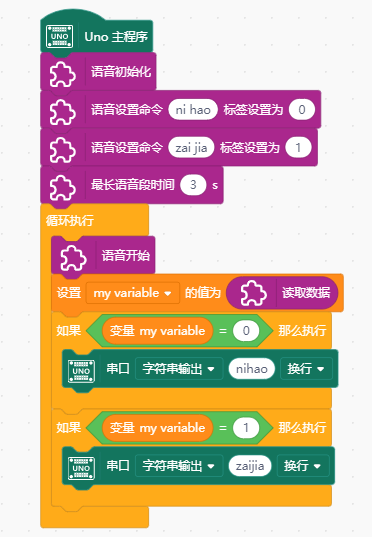 UNO Uno 主程序
语音初始化
语音设置命令 ni hao 标签设置为 0
语音设置命令 zai jia 标签设置为 1
最长语音段时间 3 s
循环执行
语音开始
设置 my variable 的值为 读取数据
如果 变量 my variable = 0 那么执行
UNO 串口 字符串输出 nihao 换行
如果 变量 my variable = 1 那么执行
UNO 串口 字符串输出 zaijia 换行